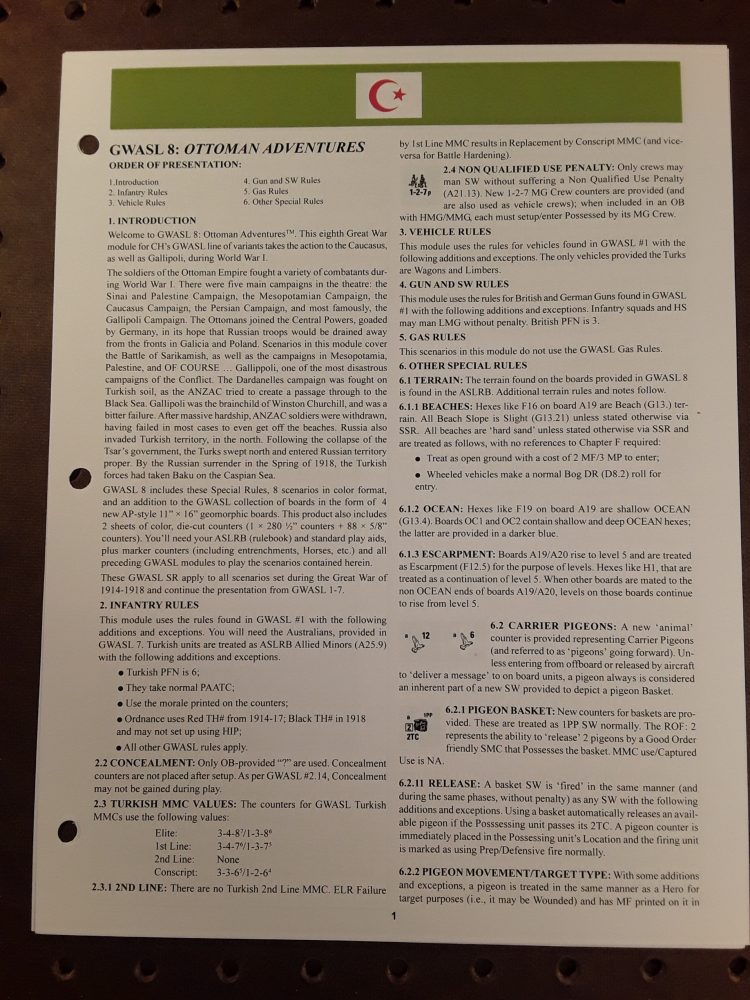 GWASL 8: OTTOMAN ADVENTURES
ORDER OF PRESENTATION:
1.Introduction
2. Infantry Rules
3. Vehicle Rules
4. Gun and SW Rules
5. Gas Rules
6. Other Special Rules
1. INTRODUCTION
Welcome to GWASL 8: Ottoman Adventures™. This eighth Great War
module for CH's GWASL line of variants takes the action to the Caucasus,
as well as Gallipoli, during World War I.
The soldiers of the Ottoman Empire fought a variety of combatants dur-
ing World War I. There were five main campaigns in the theatre: the
Sinai and Palestine Campaign, the Mesopotamian Campaign, the
Caucasus Campaign, the Persian Campaign, and most famously, the
Gallipoli Campaign. The Ottomans joined the Central Powers, goaded
by Germany, in its hope that Russian troops would be drained away
from the fronts in Galicia and Poland. Scenarios in this module cover
the Battle of Sarikamish, as well as the campaigns in Mesopotamia,
Palestine, and OF COURSE … Gallippoli, one of the most disastrous
campaigns of the Conflict. The Dardanelles campaign was fought on
Turkish soil, as the ANZAC tried to create a passage through to the
Black Sea. Gallipoli was the brainchild of Winston Churchill, and was a
bitter failure. After massive hardship, ANZAC soldiers were withdrawn,
having failed in most cases to even get off the beaches. Russia also
invaded Turkish territory, in the north. Following the collapse of the
Tsar's government, the Turks swept north and entered Russian territory
proper. By the Russian surrender in the Spring of 1918, the Turkish
forces had taken Baku on the Caspian Sea.
GWASL 8 includes these Special Rules, 8 scenarios in color format,
and an addition to the GWASL collection of boards in the form of 4
new AP-style 11” × 16” geomorphic boards. This product also includes
2 sheets of color, die-cut counters (1 × 280 ½” counters + 88 × 5/8”
counters). You'll need your ASLRB (rulebook) and standard play aids,
plus marker counters (including entrenchments, Horses, etc.) and all
preceding GWASL modules to play the scenarios contained herein.
These GWASL SR apply to all scenarios set during the Great War of
1914-1918 and continue the presentation from GWASL 1-7.
2. INFANTRY RULES
This module uses the rules found in GWASL #1 with the following
additions and exceptions. You will need the Australians, provided in
GWASL 7. Turkish units are treated as ASLRB Allied Minors (A25.9)
with the following additions and exceptions.
● Turkish PFN is 6;
● They take normal PAATC;
● Use the morale printed on the counters;
● Ordnance uses Red TH# from 1914-17; Black TH# in 1918
and may not set up using HIP;
● All other GWASL rules apply.
2.2 CONCEALMENT: Only OB-provided “?” are used. Concealment
counters are not placed after setup. As per GWASL #2.14, Concealment
may not be gained during play.
2.3 TURKISH MMC VALUES: The counters for GWASL Turkish
MMCs use the following values:
Elite: 3-4-8⁷/1-3-8⁶
1st Line: 3-4-7⁶/1-3-7⁵
2nd Line: None
Conscript: 3-3-6⁵/1-2-6⁴
2.3.1 2ND LINE: There are no Turkish 2nd Line MMC. ELR Failure
by 1st Line MMC results in Replacement by Conscript MMC (and vice-
versa for Battle Hardening).
1-2-7p
2.4 NON QUALIFIED USE PENALTY: Only crews may
man SW without suffering a Non Qualified Use Penalty
(A21.13). New 1-2-7 MG Crew counters are provided (and
are also used as vehicle crews); when included in an OB
with HMG/MMG, each must setup/enter Possessed by its MG Crew.
3. VEHICLE RULES
This module uses the rules for vehicles found in GWASL #1 with the
following additions and exceptions. The only vehicles provided the Turks
are Wagons and Limbers.
4. GUN AND SW RULES
This module uses the rules for British and German Guns found in GWASL
#1 with the following additions and exceptions. Infantry squads and HS
may man LMG without penalty. British PFN is 3.
5. GAS RULES
This scenarios in this module do not use the GWASL Gas Rules.
6. OTHER SPECIAL RULES
6.1 TERRAIN: The terrain found on the boards provided in GWASL 8
is found in the ASLRB. Additional terrain rules and notes follow.
6.1.1 BEACHES: Hexes like F16 on board A19 are Beach (G13.) ter-
rain. All Beach Slope is Slight (G13.21) unless stated otherwise via
SSR. All beaches are 'hard sand' unless stated otherwise via SSR and
are treated as follows, with no references to Chapter F required:
● Treat as open ground with a cost of 2 MF/3 MP to enter;
● Wheeled vehicles make a normal Bog DR (D8.2) roll for
entry.
6.1.2 OCEAN: Hexes like F19 on board A19 are shallow OCEAN
(G13.4). Boards OC1 and OC2 contain shallow and deep OCEAN hexes;
the latter are provided in a darker blue.
6.1.3 ESCARPMENT: Boards A19/A20 rise to level 5 and are treated
as Escarpment (F12.5) for the purpose of levels. Hexes like H1, that are
treated as a continuation of level 5. When other boards are mated to the
non OCEAN ends of boards A19/A20, levels on those boards continue
to rise from level 5.
12
6
6.2 CARRIER PIGEONS: A new 'animal'
counter is provided representing Carrier Pigeons
(and referred to as 'pigeons' going forward). Un-
less entering from offboard or released by aircraft
to 'deliver a message' to on board units, a pigeon always is considered
an inherent part of a new SW provided to depict a pigeon Basket.
1PP
2
2TC
6.2.1 PIGEON BASKET: New counters for baskets are pro-
vided. These are treated as 1PP SW normally. The ROF: 2
represents the ability to 'release' 2 pigeons by a Good Order
friendly SMC that Possesses the basket. MMC use/Captured
Use is NA.
6.2.11 RELEASE: A basket SW is 'fired' in the same manner (and
during the same phases, without penalty) as any SW with the following
additions and exceptions. Using a basket automatically releases an avail-
able pigeon if the Posssessing unit passes its 2TC. A pigeon counter is
immediately placed in the Possessing unit's Location and the firing unit
is marked as using Prep/Defensive fire normally.
6.2.2 PIGEON MOVEMENT/TARGET TYPE: With some additions
and exceptions, a pigeon is treated in the same manner as a Hero for
target purposes (i.e., it may be Wounded) and has MF printed on it in
1